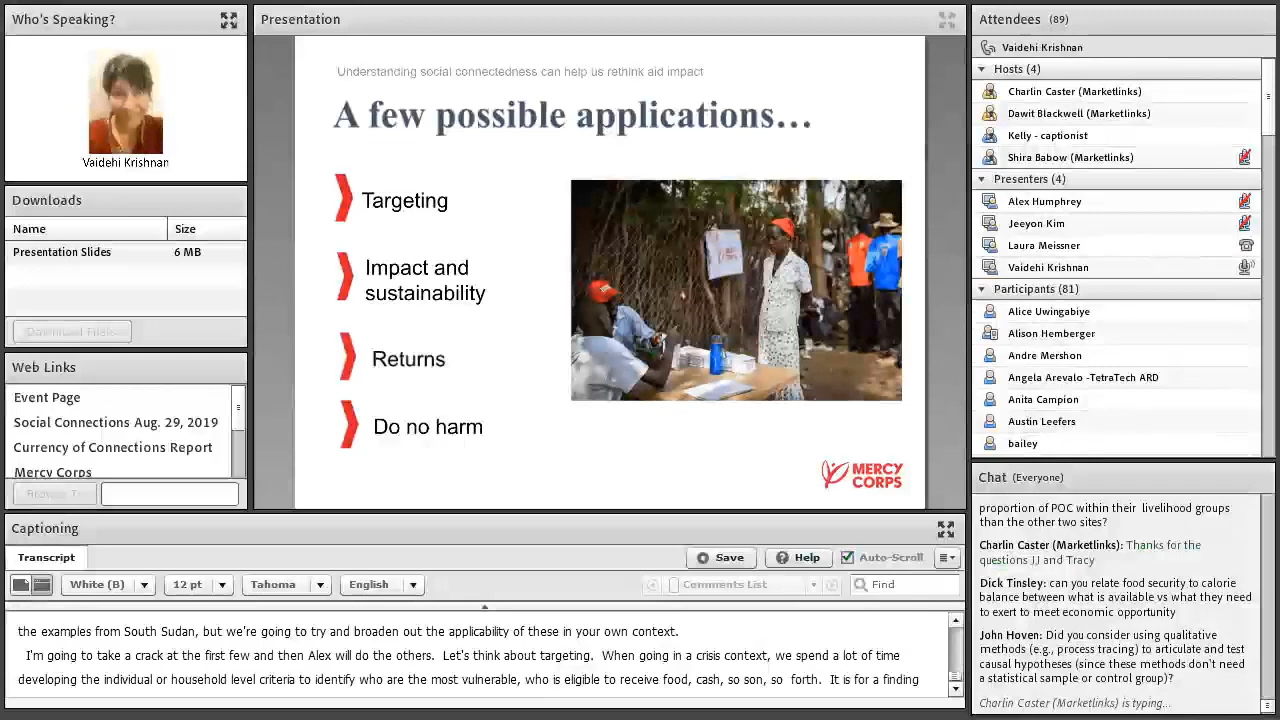 Who's Speaking?
Vaidehi Krishnan
Downloads
Name Size
Presentation Slides 6 MB
Download File(s)
Web Links
Event Page
Social Connections Aug. 29, 2019
Currency of Connections Report
Mercy Corps
Browse To
Presentation
Understanding social connectedness can help us rethink aid impact
A few possible applications...
Targeting
Impact and
sustainability
Returns
Do no harm
MERCY
CORPS
Captioning
Transcript
Save
Help
Auto-Scroll
White (B)
12 pt
Tahoma
English
Comments List
Find
the examples from South Sudan, but we're going to try and broaden out the applicability of these in your own context.
I'm going to take a crack at the first few and then Alex will do the others. Let's think about targeting. When going in a crisis context, we spend a lot of time
developing the individual or household level criteria to identify who are the most vulnerable, who is eligible to receive food, cash, so son, so forth. It is for a finding
Attendees (89)
Vaidehi Krishnan
Hosts (4)
Charlin Caster (Marketlinks)
Dawit Blackwell (Marketlinks)
Kelly - captionist
Shira Babow (Marketlinks)
Presenters (4)
Alex Humphrey
Jeeyon Kim
Laura Meissner
Vaidehi Krishnan
Participants (81)
Alice Uwingabiye
Alison Hemberger
Andre Mershon
Angela Arevalo -TetraTech ARD
Anita Campion
Austin Leefers
bailey
Chat (Everyone)
proportion of POC within their livelihood groups
than the other two sites?
Charlin Caster (Marketlinks): Thanks for the
questions JJ and Tracy
Dick Tinsley: can you relate food security to calorie
balance between what is available vs what they need
to exert to meet economic opportunity
John Hoven: Did you consider using qualitative
methods (e.g., process tracing) to articulate and test
causal hypotheses (since these methods don't need
a statistical sample or control group)?
Charlin Caster (Marketlinks) is typing...